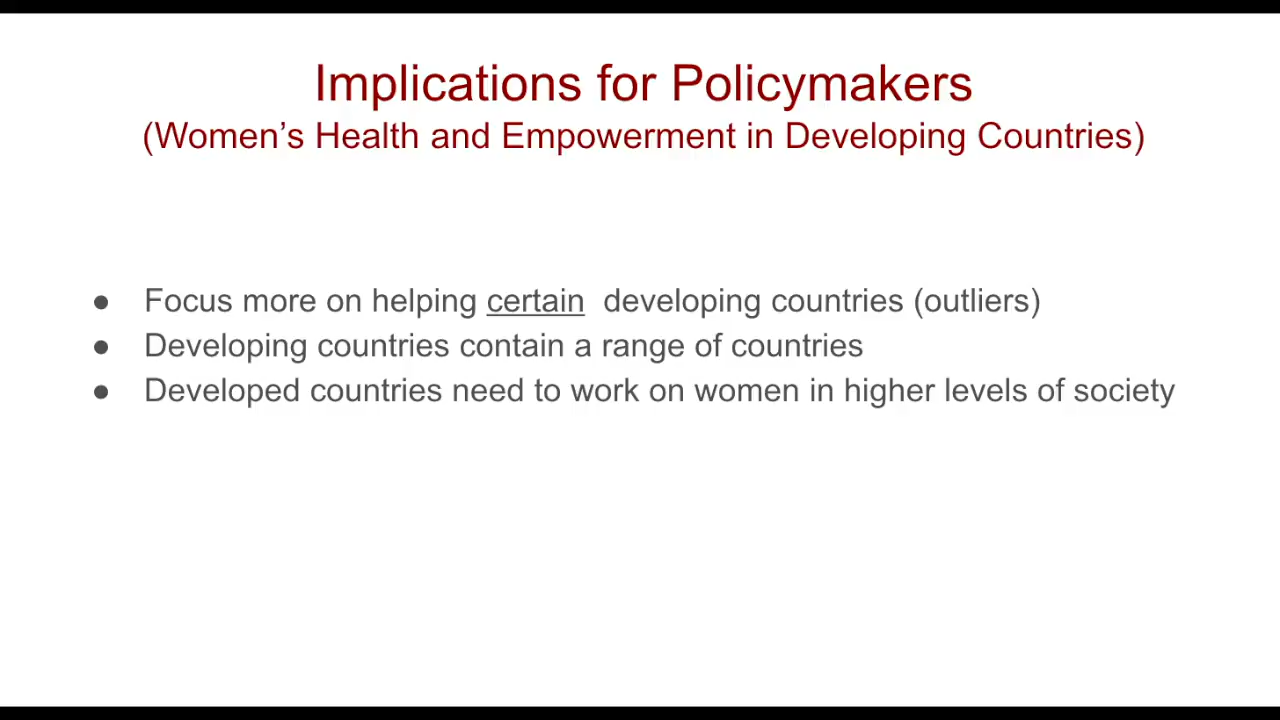 Implications for Policymakers
(Women’s Health and Empowerment in Developing Countries)
● Focus more on helping certain developing countries (outliers)
● Developing countries contain a range of countries
● Developed countries need to work on women in higher levels of society